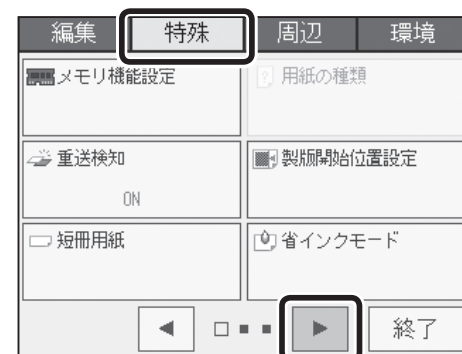 編集 特殊 周辺 環境
メモリ機能設定 用紙の種類
重送検知 製版開始位置設定
ON
短冊用紙 省インクモード
終了